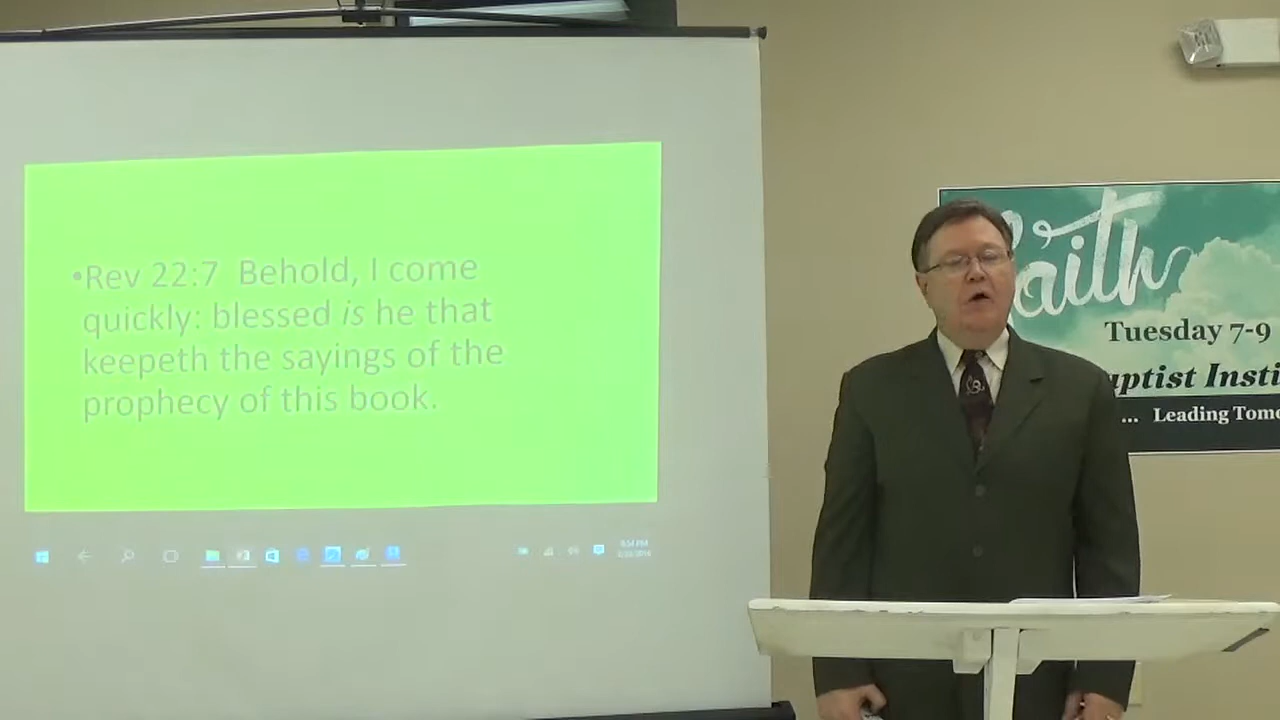 •Rev 22:7 Behold, I come
quickly: blessed is he that
keepeth the sayings of the
prophecy of this book.
Faith
Tuesday 7-9
aptist Insti
... Leading Tomo